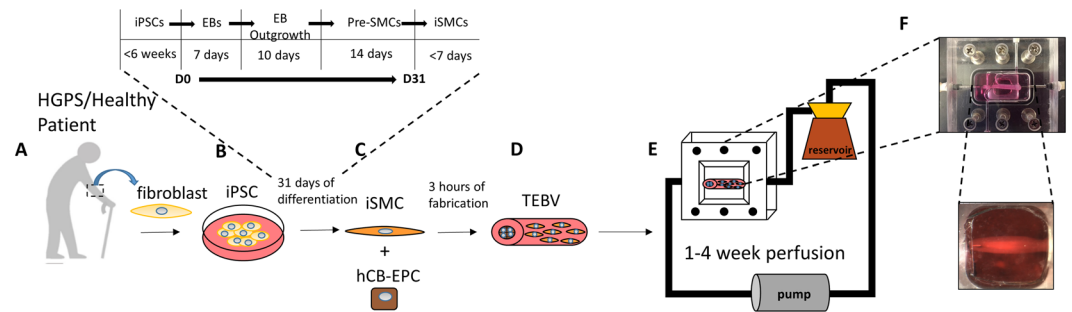 iPSCs
EBs
EB
Outgrowth
Pre-SMCs
iSMCs
<6 weeks
7 days
10 days
14 days
<7 days
D0
D31
F
HGPS/Healthy
Patient
A
B
C
D
E
fibroblast
iPSC
31 days of
differentiation
iSMC
3 hours of
fabrication
TEBV
reservoir
+
hCB-EPC
1-4 week perfusion
pump